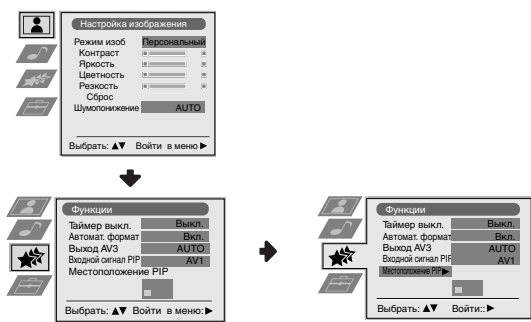 Настройка изображения
Режим изоб Персональный
Контраст
Яркость
Цветность
Резкость
Сброс
Шумопонижение AUTO
Выбрать: ▲▼ Войти в меню ▶
Функции
Таймер выкл. Выкл.
Автомат. формат Вкл.
Выход AV3 AUTO
Входной сигнал PIP AV1
Местоположение PIP
Выбрать: ▲▼ Войти в меню: ▶
Функции
Таймер выкл. Выкл.
Автомат. формат Вкл.
Выход AV3 AUTO
Входной сигнал PIP AV1
Местоположение PIP ▶
Выбрать: ▲▼ Войти:: ▶